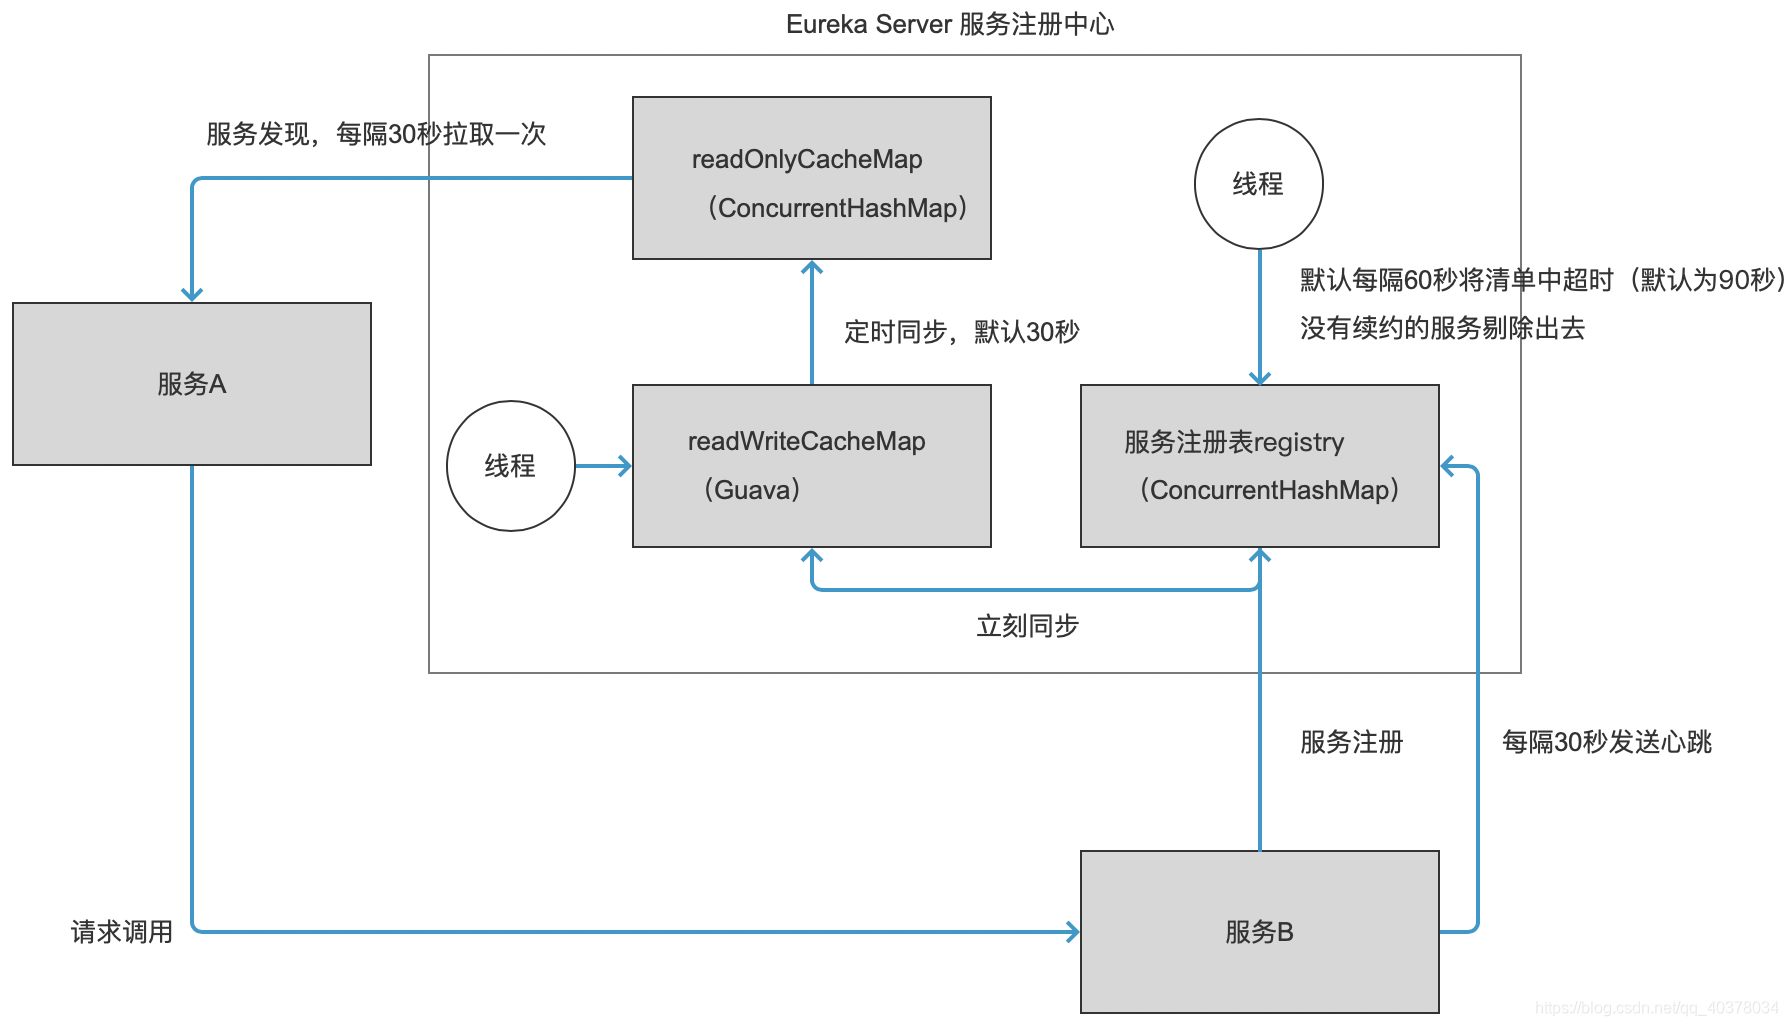 Eureka Server 服务注册中心
服务发现，每隔30秒拉取一次
readOnlyCacheMap
（ConcurrentHashMap）
线程
默认每隔60秒将清单中超时（默认为90秒）
没有续约的服务剔除出去
定时同步，默认30秒
服务A
线程
readWriteCacheMap
（Guava）
服务注册表registry
（ConcurrentHashMap）
立刻同步
服务注册
每隔30秒发送心跳
请求调用
服务B
https://blog.csdn.net/qq_40378034